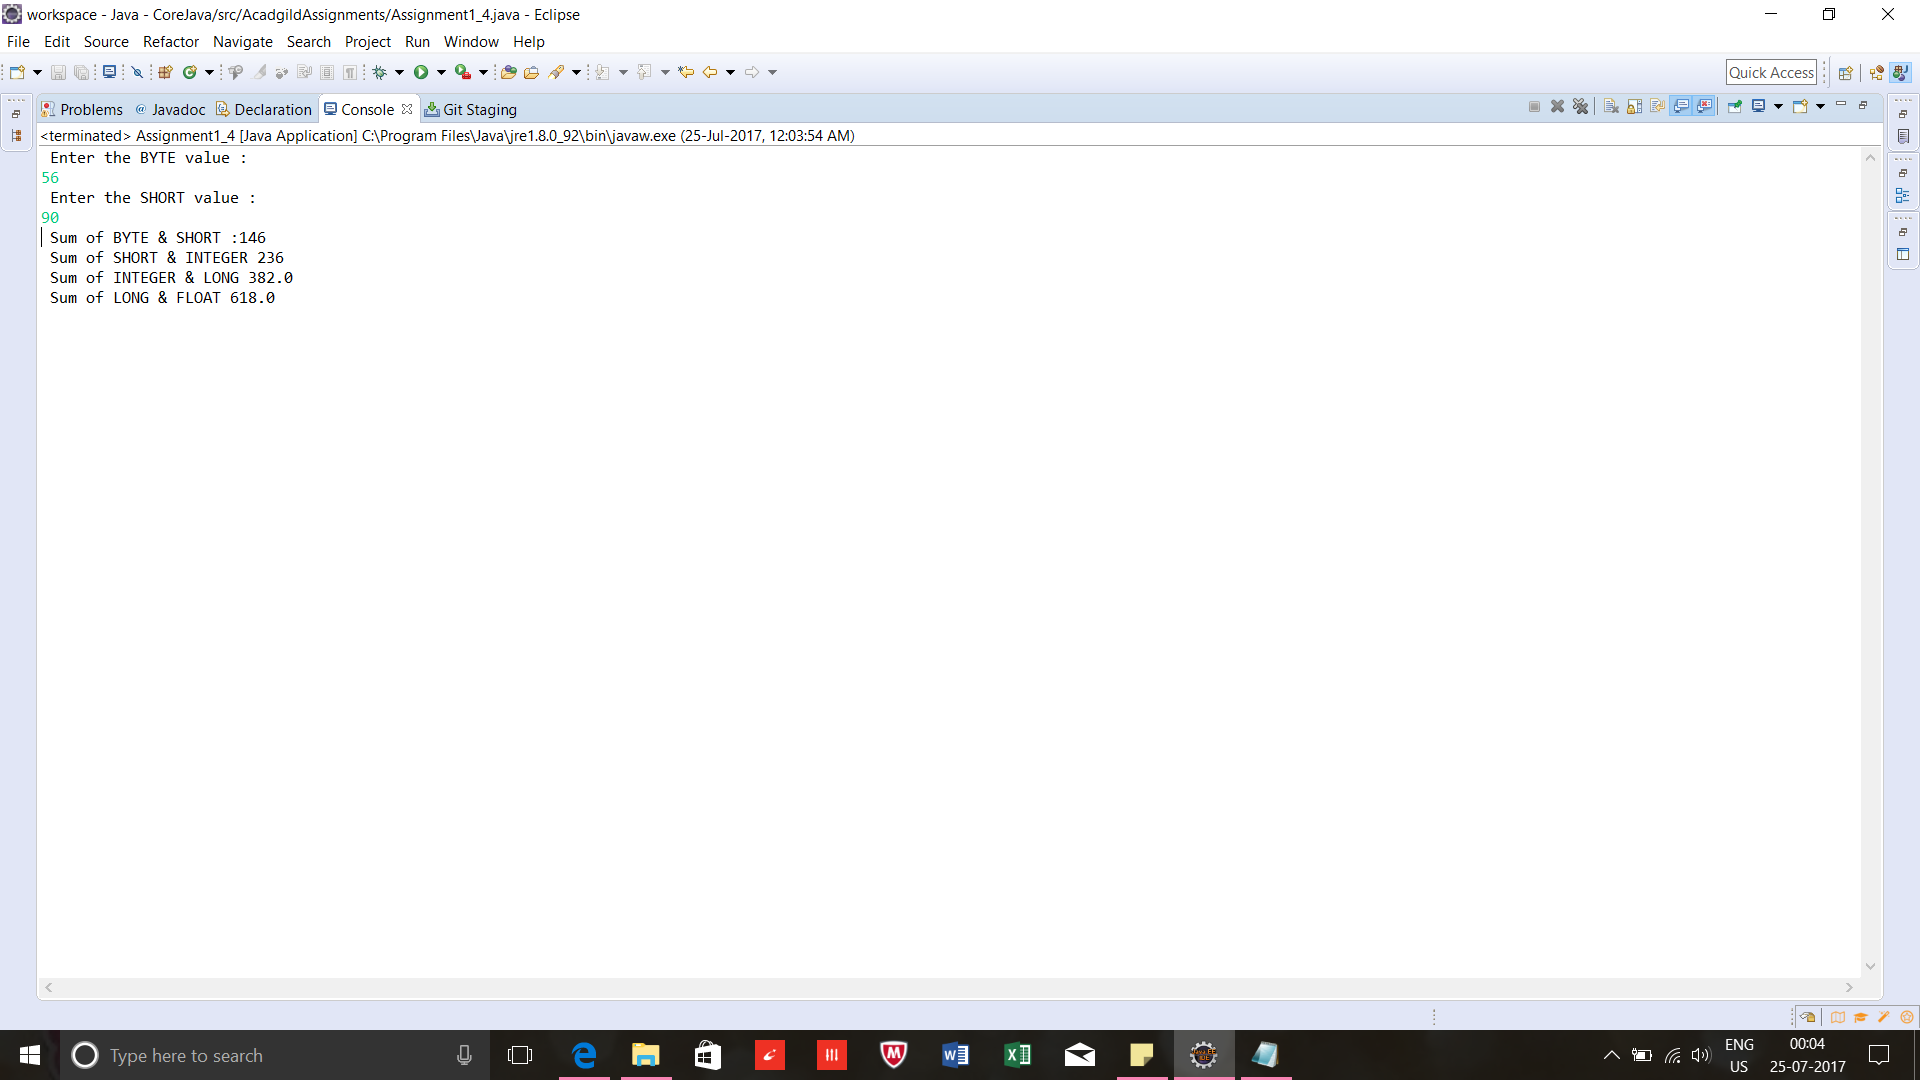 workspace - Java - CoreJava/src/AcadgildAssignments/Assignment1_4.java - Eclipse
File Edit Source Refactor Navigate Search Project Run Window Help
Quick Access
Problems @ Javadoc Declaration Console Git Staging
<terminated> Assignment1_4 [Java Application] C:\Program Files\Java\jre1.8.0_92\bin\javaw.exe (25-Jul-2017, 12:03:54 AM)
Enter the BYTE value :
56
Enter the SHORT value :
90
Sum of BYTE & SHORT :146
Sum of SHORT & INTEGER 236
Sum of INTEGER & LONG 382.0
Sum of LONG & FLOAT 618.0
Type here to search
ENG
US
00:04
25-07-2017